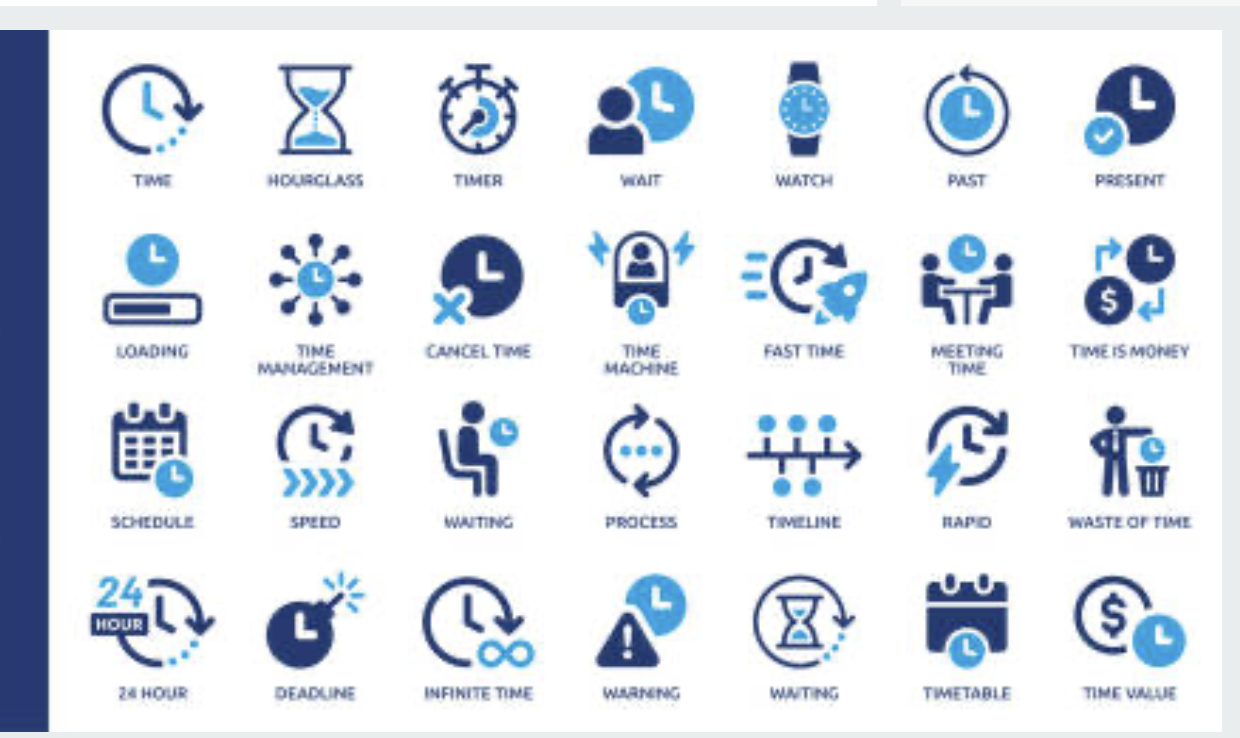 TIME
HOURGLASS
TIMER
WAIT
WATCH
PAST
PRESENT
LOADING
TIME
MANAGEMENT
CANCEL TIME
TIME
MACHINE
FAST TIME
MEETING
TIME
$
TIME IS MONEY
SCHEDULE
SPEED
WAITING
PROCESS
TIMELINE
RAPID
WASTE OF TIME
24
HOUR
24 HOUR
DEADLINE
INFINITE TIME
!
WARNING
WAITING
TIMETABLE
$
TIME VALUE